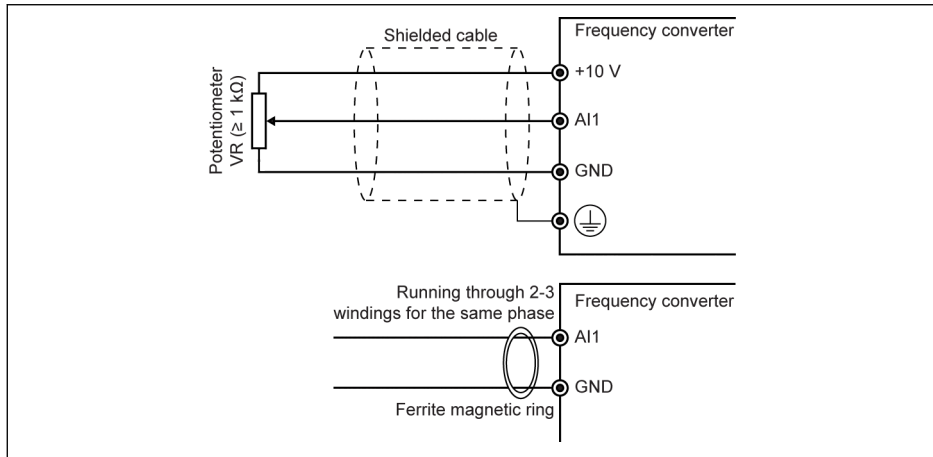 Shielded cable
Frequency converter
+10 V
Potentiometer
VR (≥ 1 kΩ)
AI1
GND
Running through 2-3
windings for the same phase
Frequency converter
AI1
GND
Ferrite magnetic ring